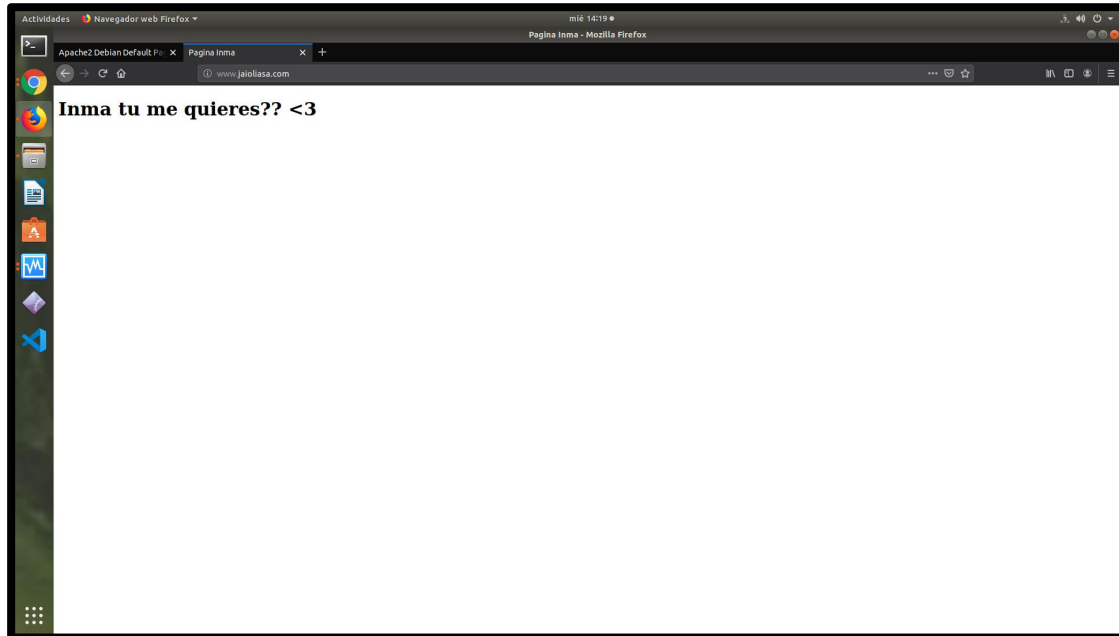 Actividades Navegador web Firefox mié 14:19
Pagina Inma - Mozilla Firefox
Apache2 Debian Default Pa Pagina Inma
www.jaioliasa.com
Inma tu me quieres?? <3